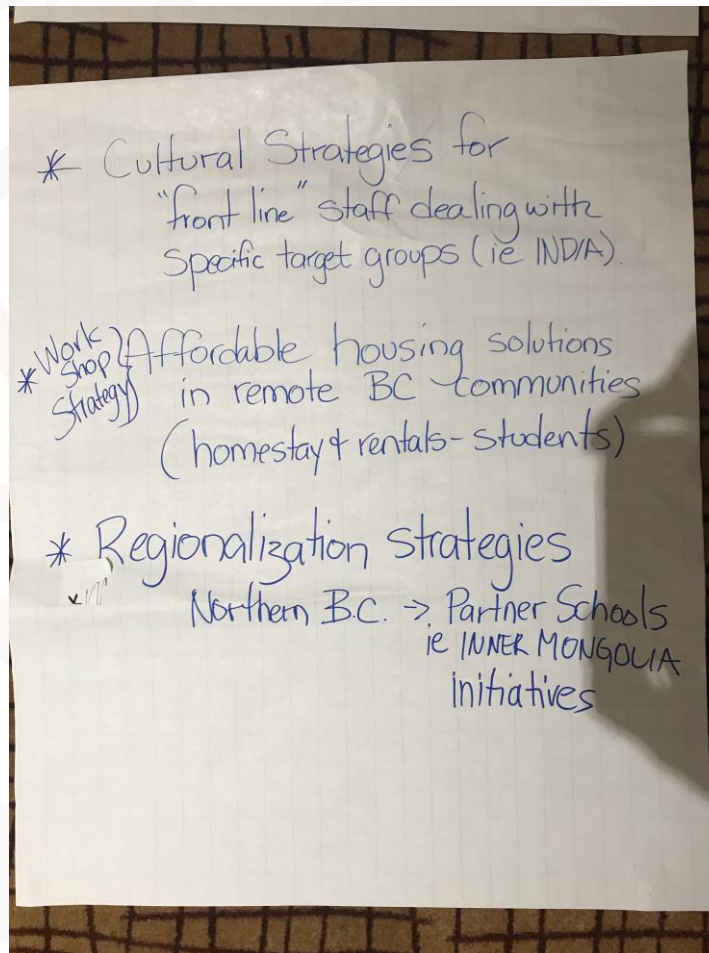 * Cultural Strategies for
"front line" staff dealing with
specific target groups (ie INDIA).
* Work
Shop
Strategy } Affordable housing solutions
in remote BC communities
(homestay & rentals - students)
* Regionalization Strategies
Northern B.C. → Partner Schools
ie INNER MONGOLIA
initiatives